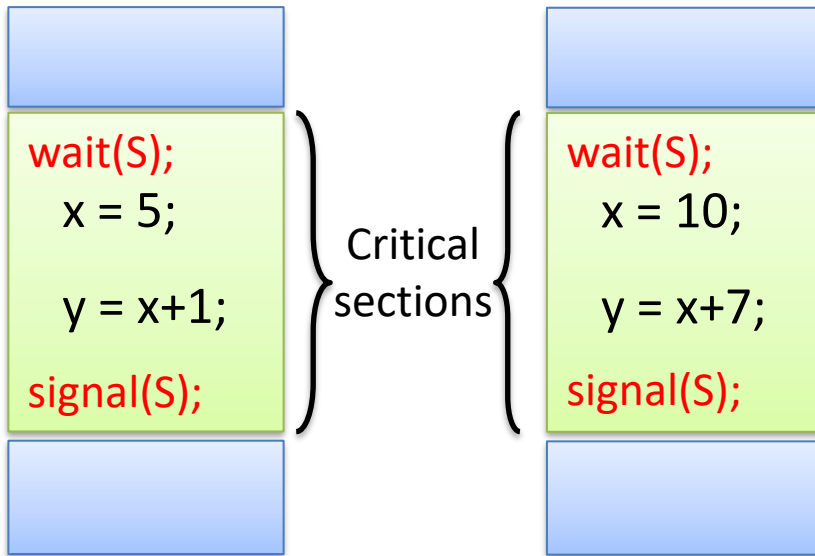 wait(S);
x = 5;
y = x+1;
signal(S);
Critical
sections
wait(S);
x = 10;
y = x+7;
signal(S);